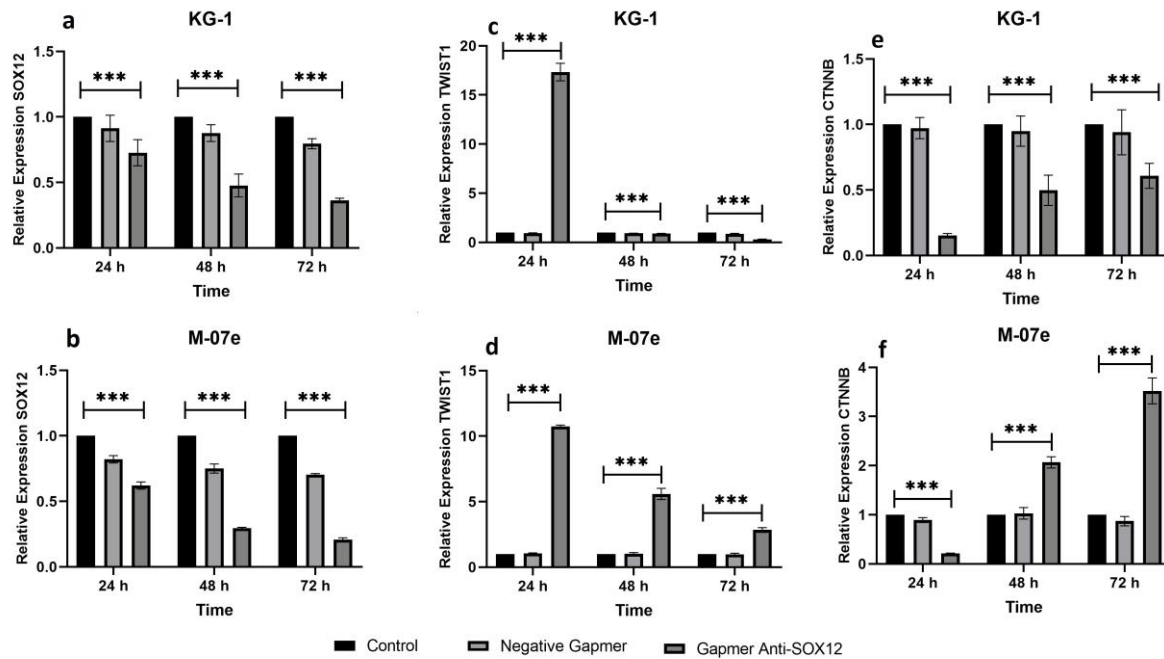 a
KG-1
Relative Expression SOX12
1.5
1.0
0.5
0.0
***
***
***
24 h
48 h
72 h
Time
c
KG-1
Relative Expression TWIST1
20
15
10
5
0
***
***
***
24 h
48 h
72 h
Time
e
KG-1
Relative Expression CTNNB
1.5
1.0
0.5
0.0
***
***
***
24 h
48 h
72 h
Time
b
M-07e
Relative Expression SOX12
1.5
1.0
0.5
0.0
***
***
***
24 h
48 h
72 h
Time
d
M-07e
Relative Expression TWIST1
15
10
5
0
***
***
***
24 h
48 h
72 h
Time
f
M-07e
Relative Expression CTNNB
4
3
2
1
0
***
***
***
24 h
48 h
72 h
Time
Control
Negative Gapmer
Gapmer Anti-SOX12